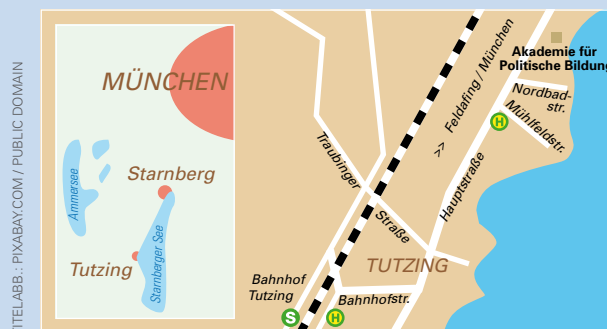 TITELABB.: PIXABAY.COM / PUBLIC DOMAIN
MÜNCHEN
Starnberg
Ammersee
Starnberger See
Tutzing
Akademie für
Politische Bildung
Nordbad-
str.
Mühlfeldstr.
H
>> Feldafing / München
Hauptstraße
Traubinger
Straße
TUTZING
Bahnhof
Tutzing
S
H
Bahnhofstr.